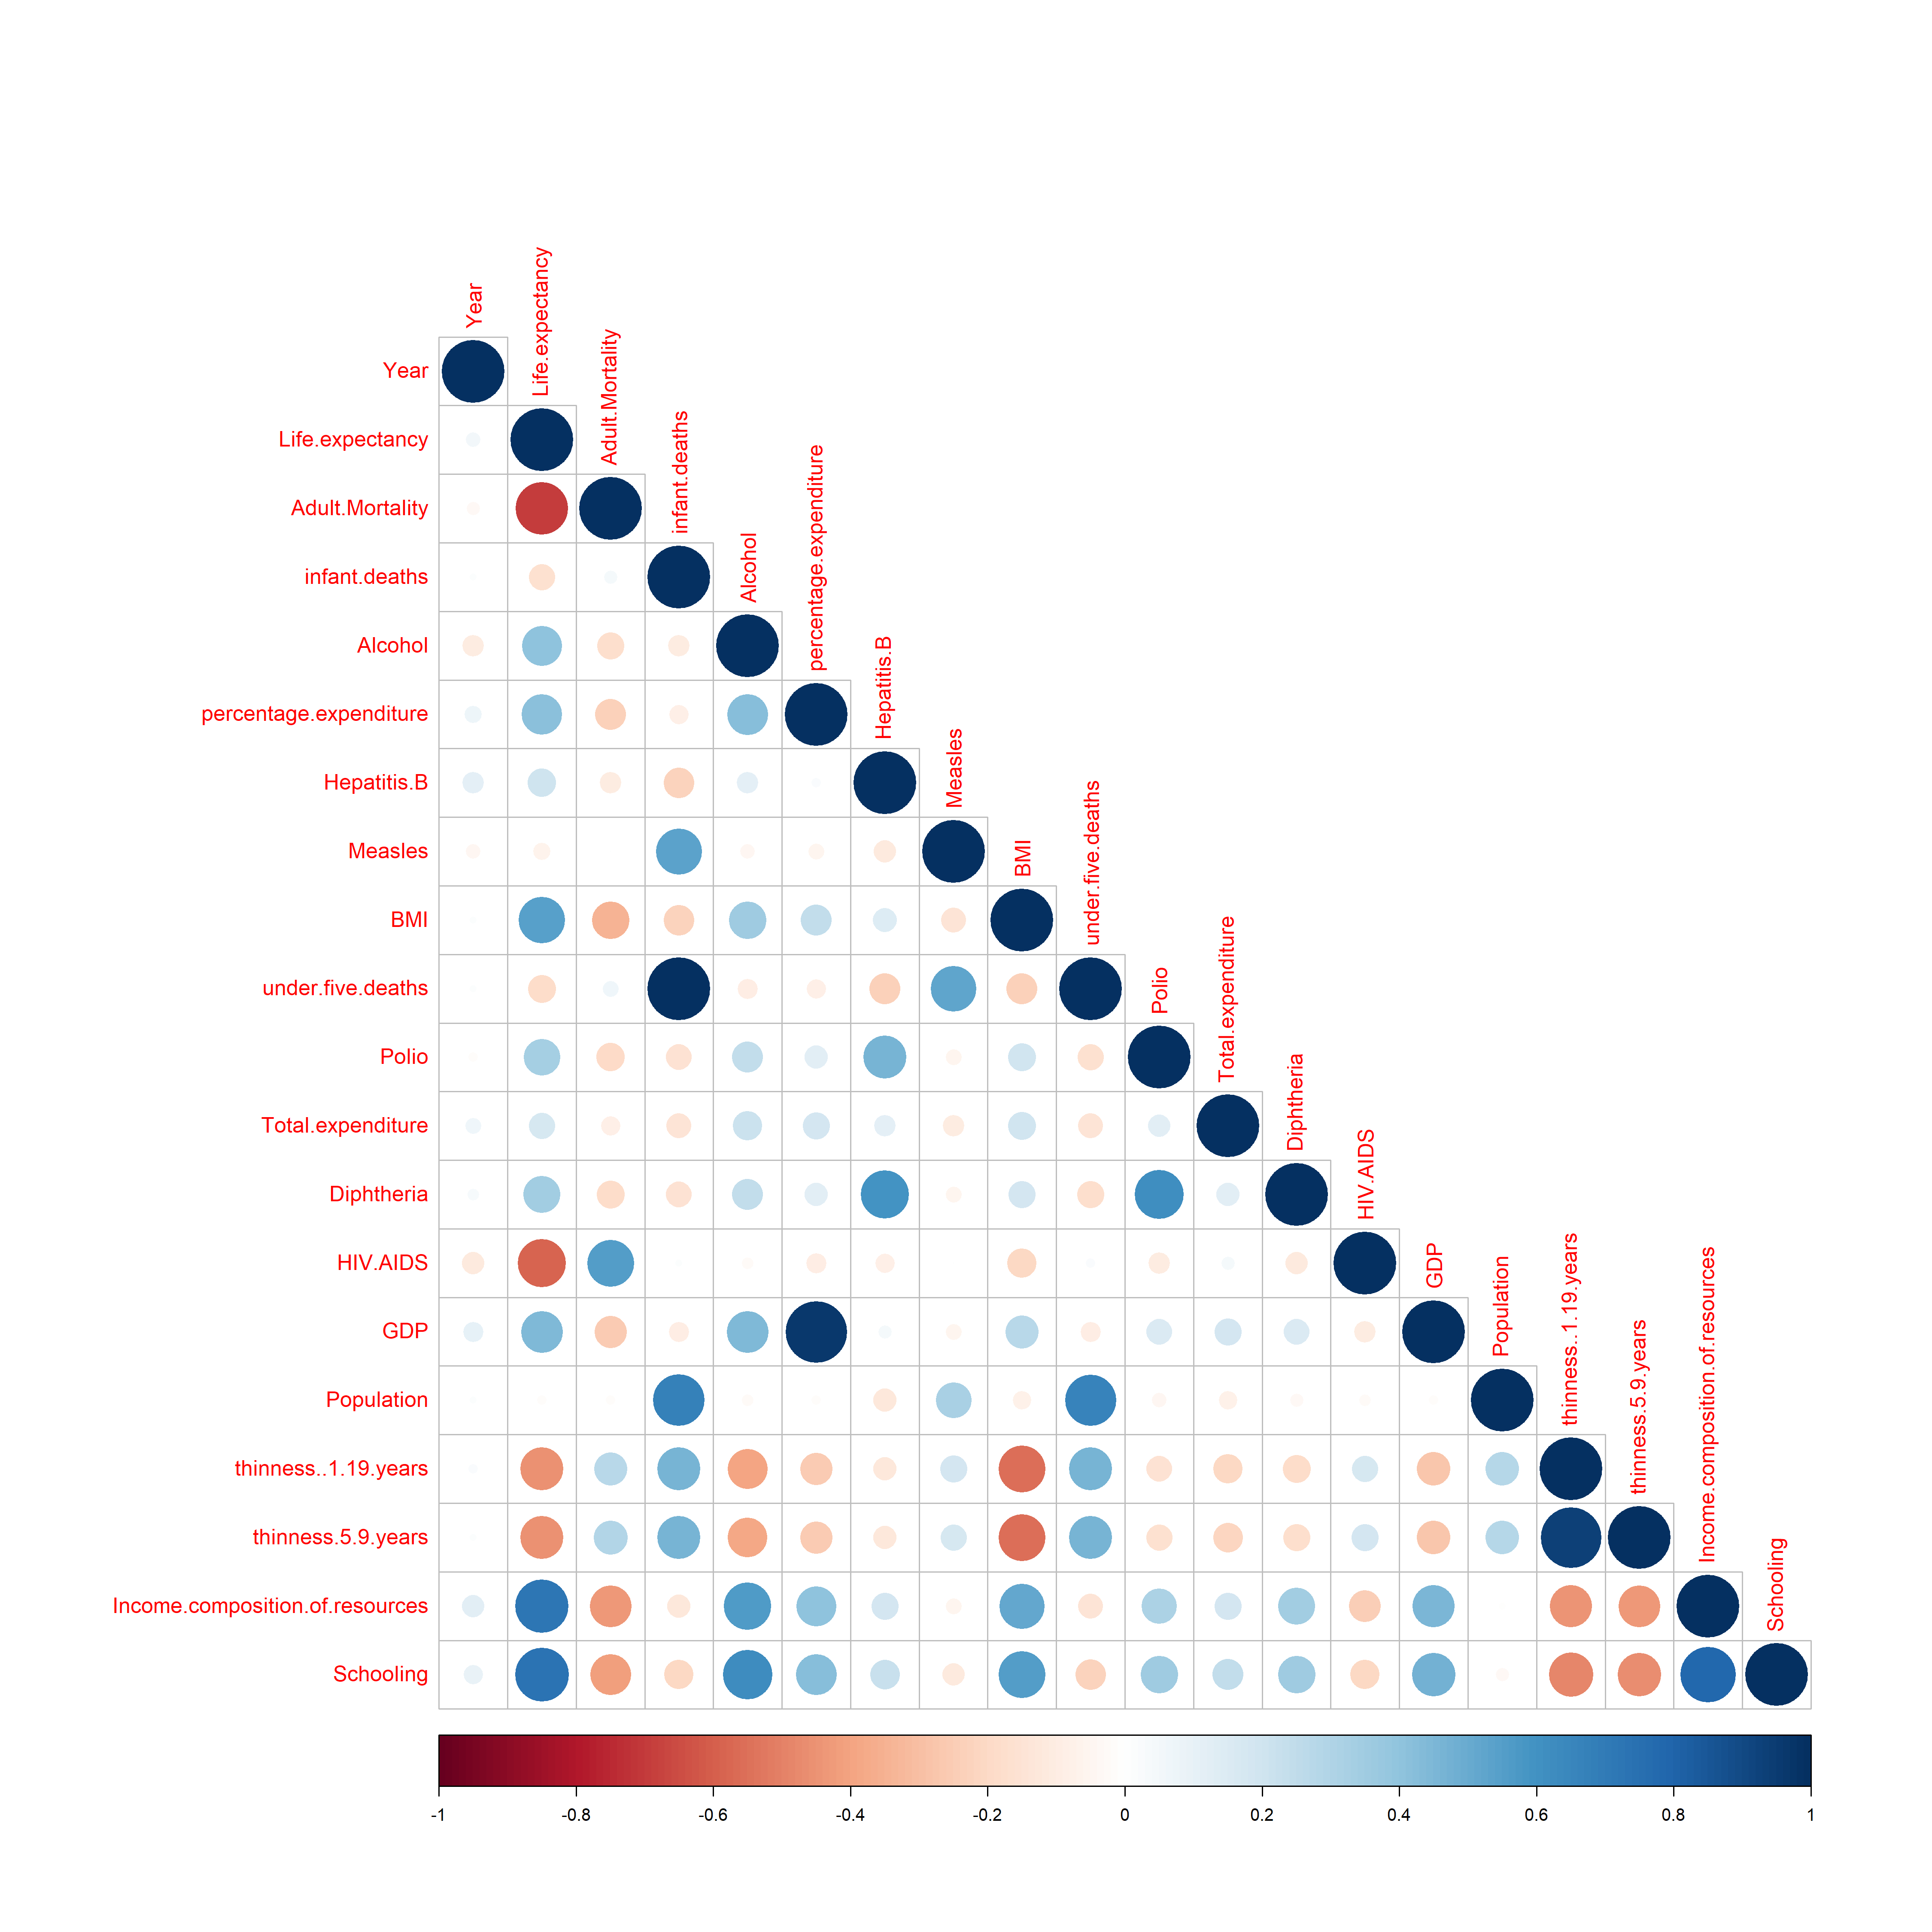 Year
Life.expectancy
Adult.Mortality
infant.deaths
Alcohol
percentage.expenditure
Hepatitis.B
Measles
BMI
under.five.deaths
Polio
Total.expenditure
Diphtheria
HIV.AIDS
GDP
Population
thinness..1.19.years
thinness.5.9.years
Income.composition.of.resources
Schooling
Year
Life.expectancy
Adult.Mortality
infant.deaths
Alcohol
percentage.expenditure
Hepatitis.B
Measles
BMI
under.five.deaths
Polio
Total.expenditure
Diphtheria
HIV.AIDS
GDP
Population
thinness..1.19.years
thinness.5.9.years
Income.composition.of.resources
Schooling
-1 -0.8 -0.6 -0.4 -0.2 0 0.2 0.4 0.6 0.8 1